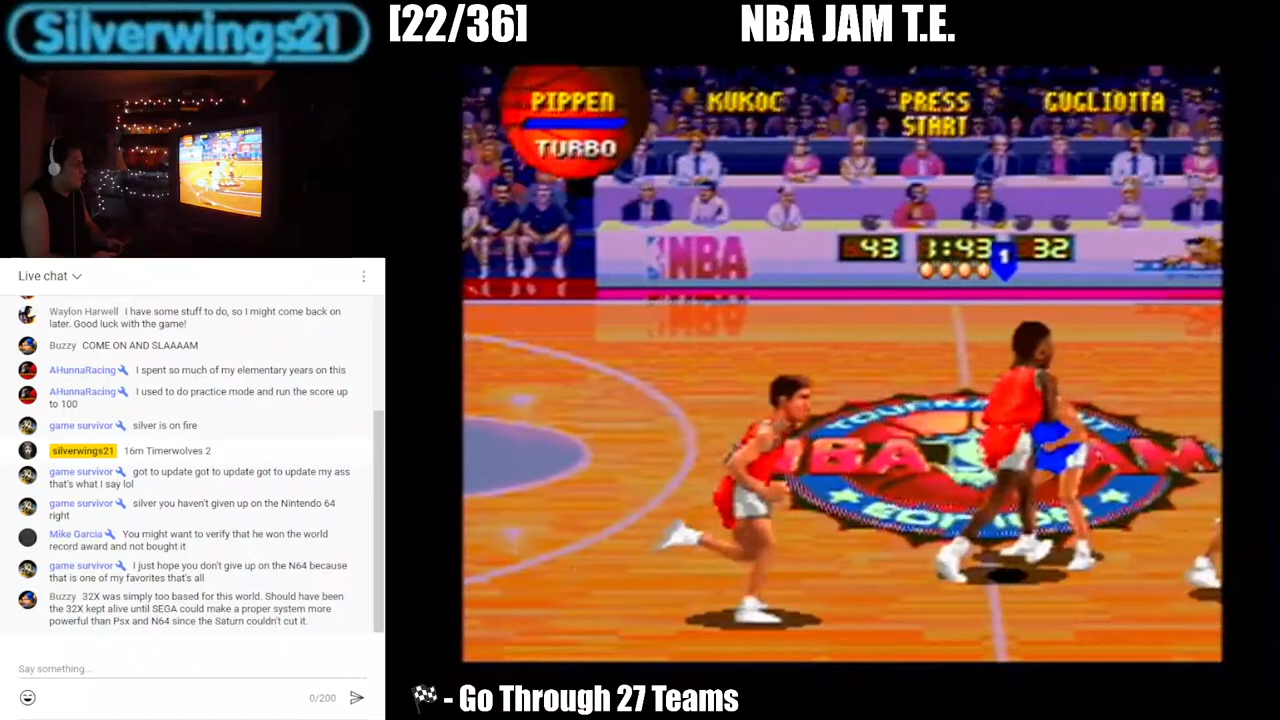 Silverwings21
[22/36]
NBA JAM T.E.
PIPPEN
KUKOC
PRESS
GUGLIOTTA
START
TURBO
NBA
43
1:43
32
1
TOURNAMENT
NBA JAM
EDITION
Live chat
Waylon Harwell I have some stuff to do, so I might come back on
later. Good luck with the game!
Buzzy COME ON AND SLAAAAM
AHunnaRacing I spent so much of my elementary years on this
AHunnaRacing I used to do practice mode and run the score up
to 100
game survivor silver is on fire
silverwings21 16m Timerwolves 2
game survivor got to update got to update got to update my ass
that's what I say lol
game survivor silver you haven't given up on the Nintendo 64
right
Mike Garcia You might want to verify that he won the world
record award and not bought it
game survivor I just hope you don't give up on the N64 because
that is one of my favorites that's all
Buzzy 32X was simply too based for this world. Should have been
the 32X kept alive until SEGA could make a proper system more
powerful than Psx and N64 since the Saturn couldn't cut it.
Say something...
0/200
- Go Through 27 Teams